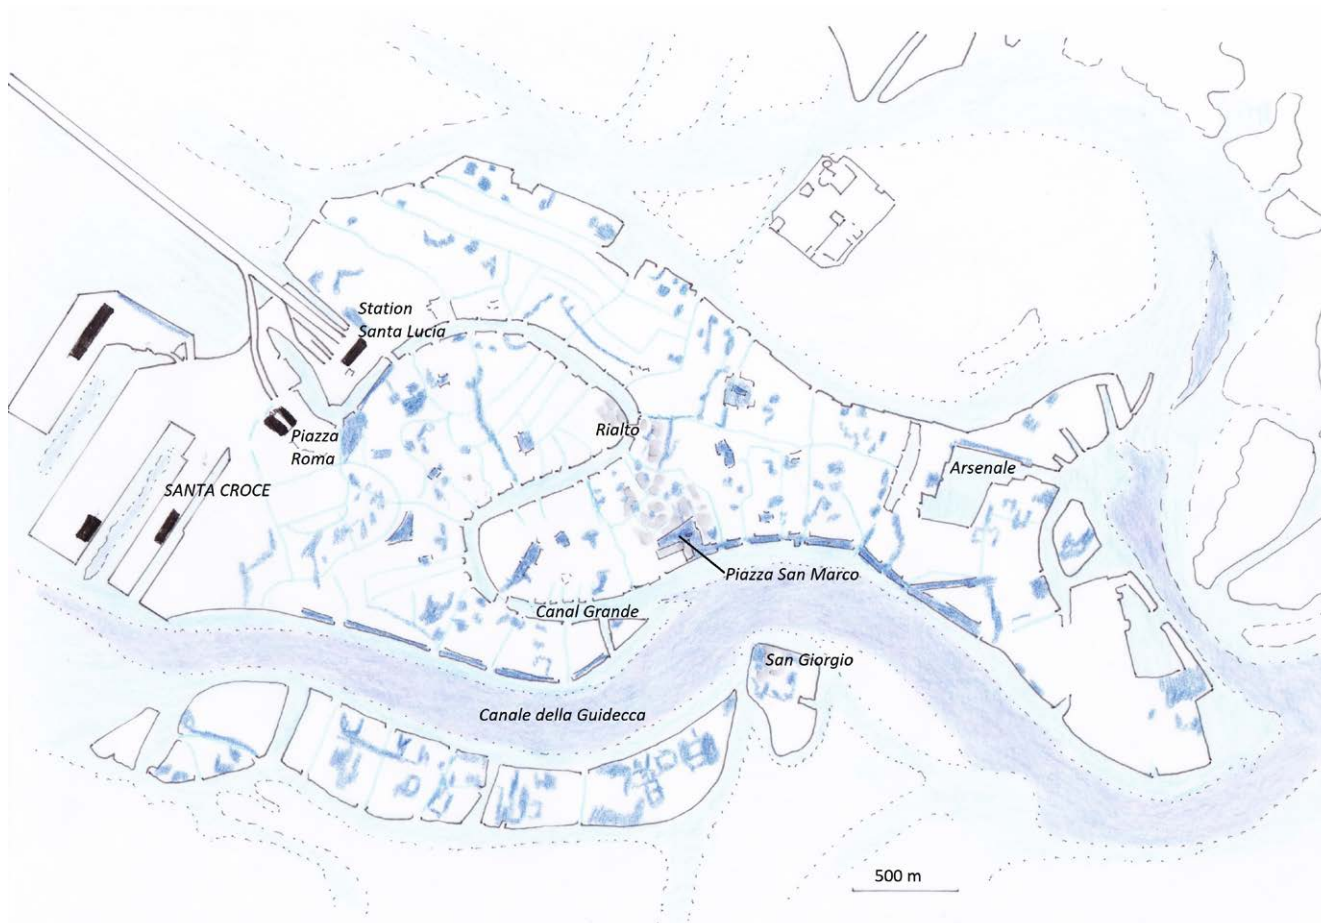 Station
Santa Lucia
Rialto
Piazza
Roma
Arsenale
SANTA CROCE
Piazza San Marco
Canal Grande
San Giorgio
Canale della Guidecca
500 m